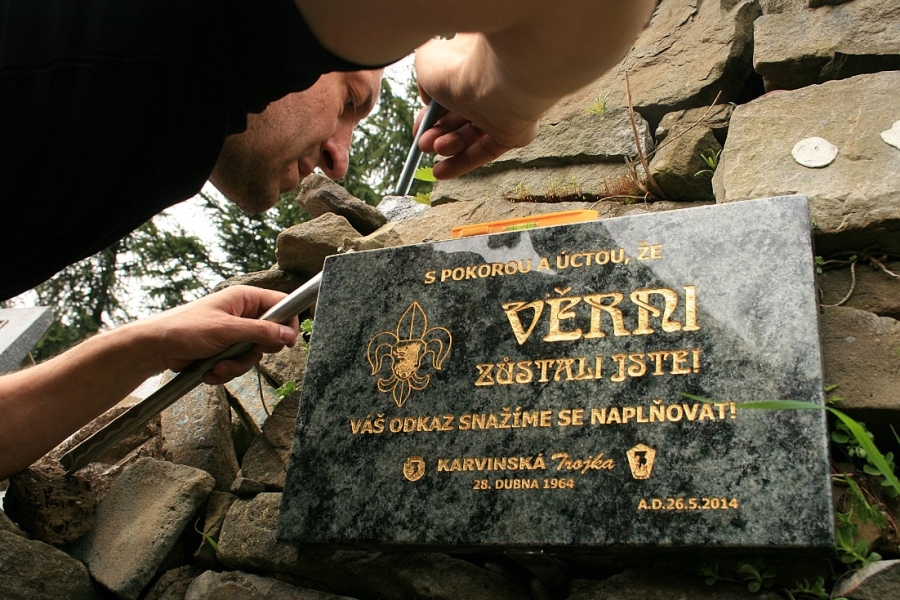 S POKOROU A ÚCTOU, ŽE
VĚRNI
ZŮSTALI JSTE!
VÁŠ ODKAZ SNAŽÍME SE NAPLŇOVAT!
KARVINSKÁ Trojka
28. DUBNA 1964
A.D.26.5.2014